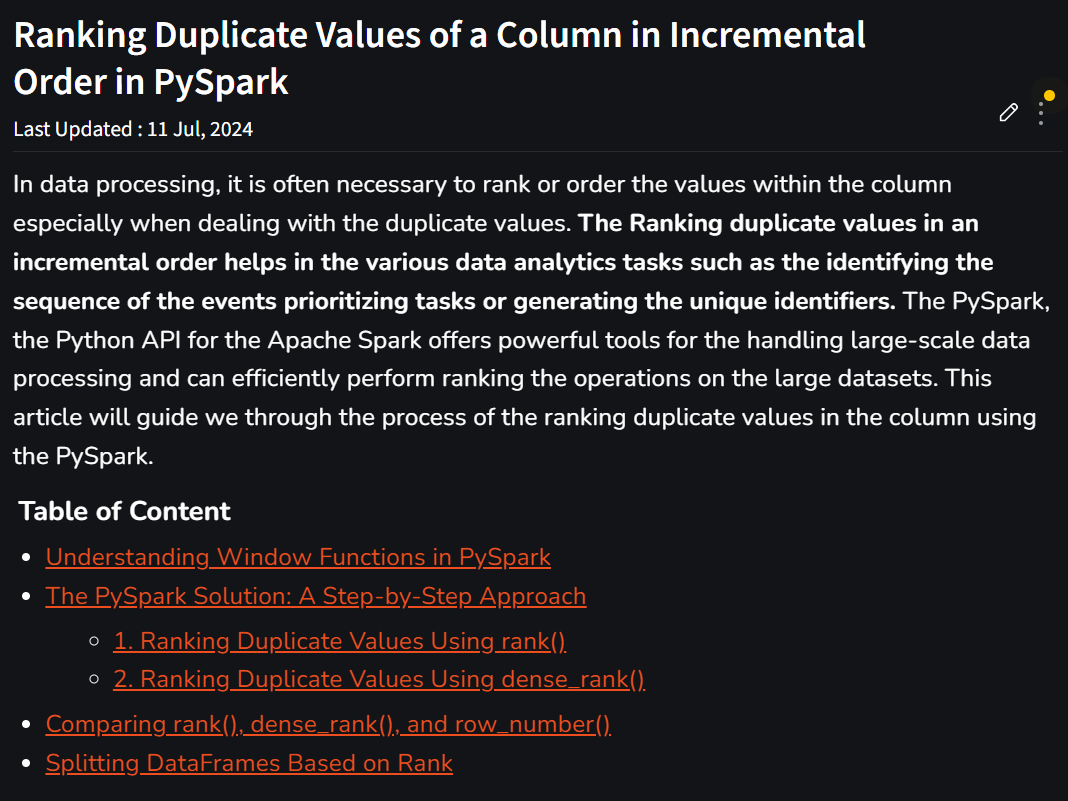 Ranking Duplicate Values of a Column in Incremental
Order in PySpark
Last Updated : 11 Jul, 2024
In data processing, it is often necessary to rank or order the values within the column
especially when dealing with the duplicate values. The Ranking duplicate values in an
incremental order helps in the various data analytics tasks such as the identifying the
sequence of the events prioritizing tasks or generating the unique identifiers. The PySpark,
the Python API for the Apache Spark offers powerful tools for the handling large-scale data
processing and can efficiently perform ranking the operations on the large datasets. This
article will guide we through the process of the ranking duplicate values in the column using
the PySpark.
Table of Content
Understanding Window Functions in PySpark
The PySpark Solution: A Step-by-Step Approach
1. Ranking Duplicate Values Using rank()
2. Ranking Duplicate Values Using dense_rank()
Comparing rank(), dense_rank(), and row_number()
Splitting DataFrames Based on Rank